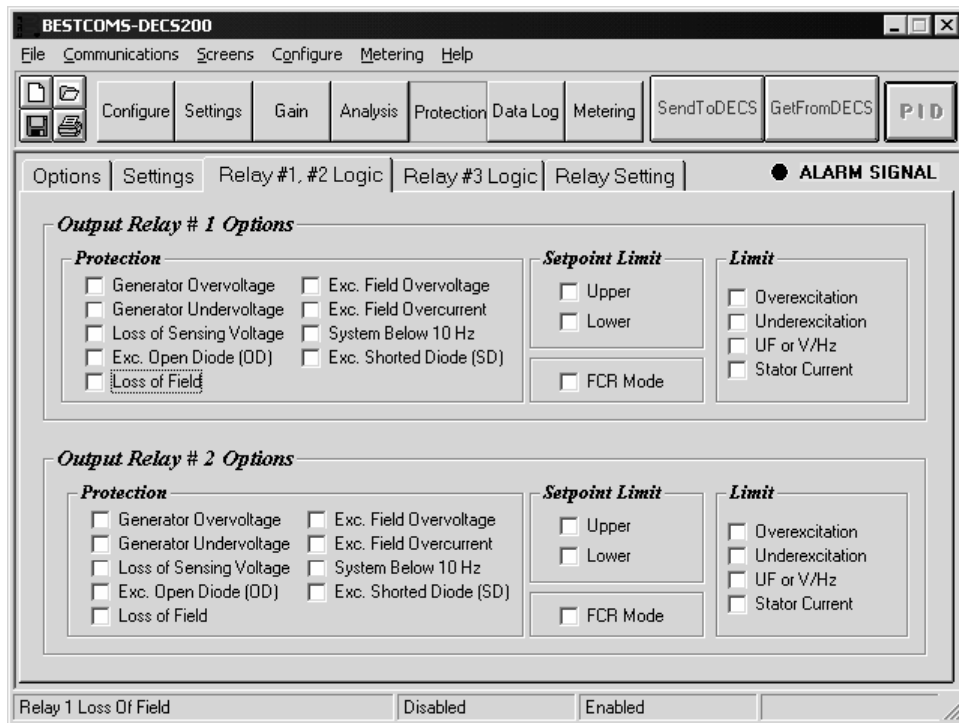 BESTCOMS-DECS200
File Communications Screens Configure Metering Help
Configure Settings Gain Analysis Protection Data Log Metering SendToDECS GetFromDECS PID
Options Settings Relay #1, #2 Logic Relay #3 Logic Relay Setting ALARM SIGNAL
Output Relay # 1 Options
Protection
Generator Overvoltage
Generator Undervoltage
Loss of Sensing Voltage
Exc. Open Diode (OD)
Loss of Field
Exc. Field Overvoltage
Exc. Field Overcurrent
System Below 10 Hz
Exc. Shorted Diode (SD)
Setpoint Limit
Upper
Lower
FCR Mode
Limit
Overexcitation
Underexcitation
UF or V/Hz
Stator Current
Output Relay # 2 Options
Protection
Generator Overvoltage
Generator Undervoltage
Loss of Sensing Voltage
Exc. Open Diode (OD)
Loss of Field
Exc. Field Overvoltage
Exc. Field Overcurrent
System Below 10 Hz
Exc. Shorted Diode (SD)
Setpoint Limit
Upper
Lower
FCR Mode
Limit
Overexcitation
Underexcitation
UF or V/Hz
Stator Current
Relay 1 Loss Of Field Disabled Enabled